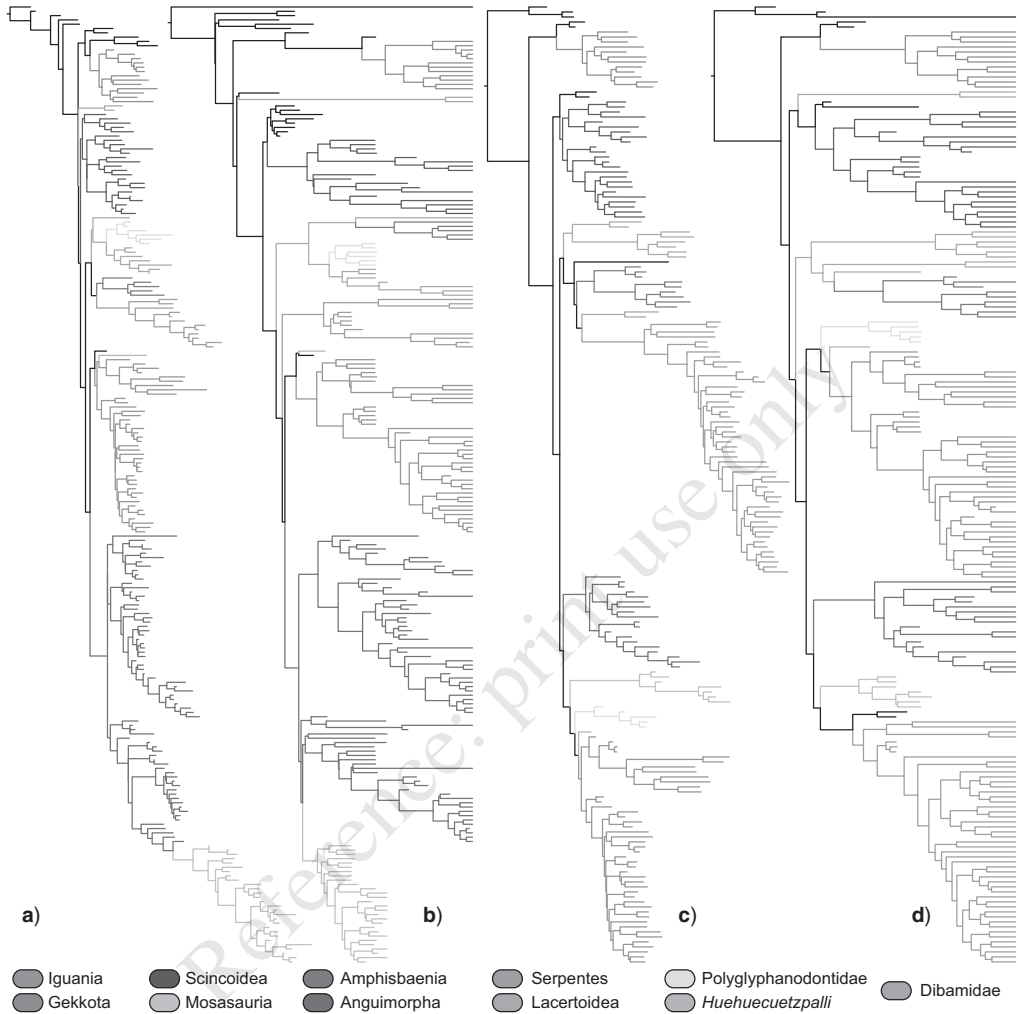 Reference: print use only
a)
b)
c)
d)
Iguania
Scincoidea
Amphisbaenia
Serpentes
Polyglyphanodontidae
Dibamidae
Gekkota
Mosasauria
Anguimorpha
Lacertoidea
Huehuecuetzpalli